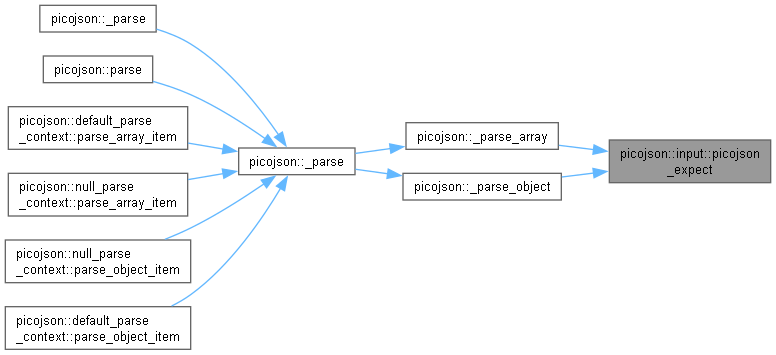 picojson::_parse
picojson::parse
picojson::default_parse
_context::parse_array_item
picojson::null_parse
_context::parse_array_item
picojson::null_parse
_context::parse_object_item
picojson::default_parse
_context::parse_object_item
picojson::_parse
picojson::_parse_array
picojson::_parse_object
picojson::input::picojson
_expect